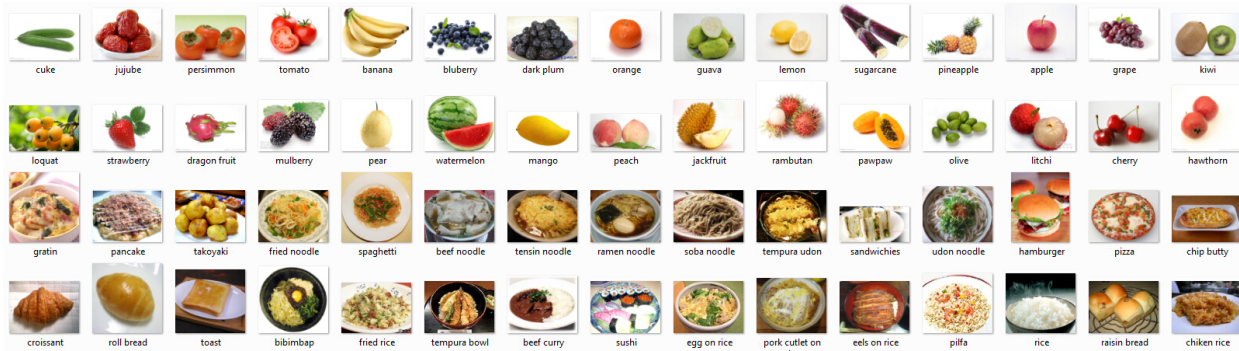 cuke jujube persimmon tomato banana bluberry dark plum orange guava lemon sugarcane pineapple apple grape kiwi
loquat strawberry dragon fruit mulberry pear watermelon mango peach jackfruit rambutan pawpaw olive litchi cherry hawthorn
gratin pancake takoyaki fried noodle spaghetti beef noodle tensin noodle ramen noodle soba noodle tempura udon sandwichies udon noodle hamburger pizza chip butty
croissant roll bread toast bibimbap fried rice tempura bowl beef curry sushi egg on rice pork cutlet on eels on rice pilfa rice raisin bread chiken rice